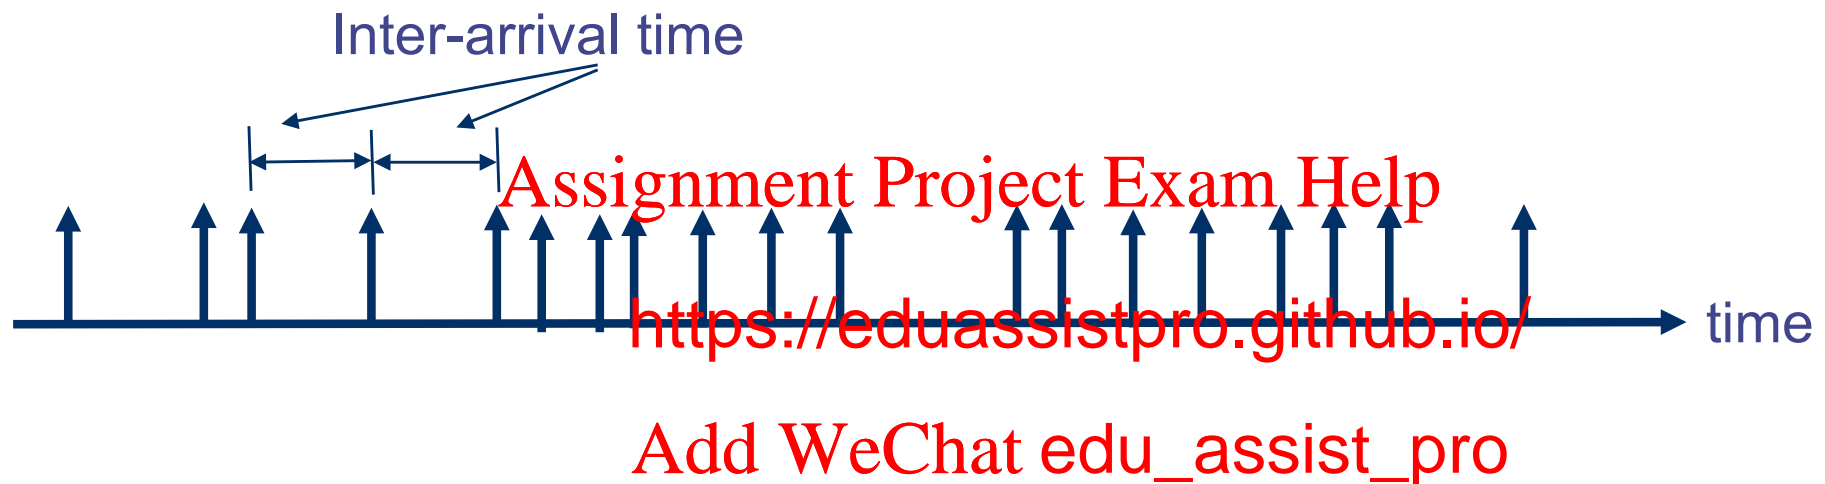 Inter-arrival time
Assignment Project Exam Help
https://eduassistpro.github.io/
time
Add WeChat edu_assist_pro